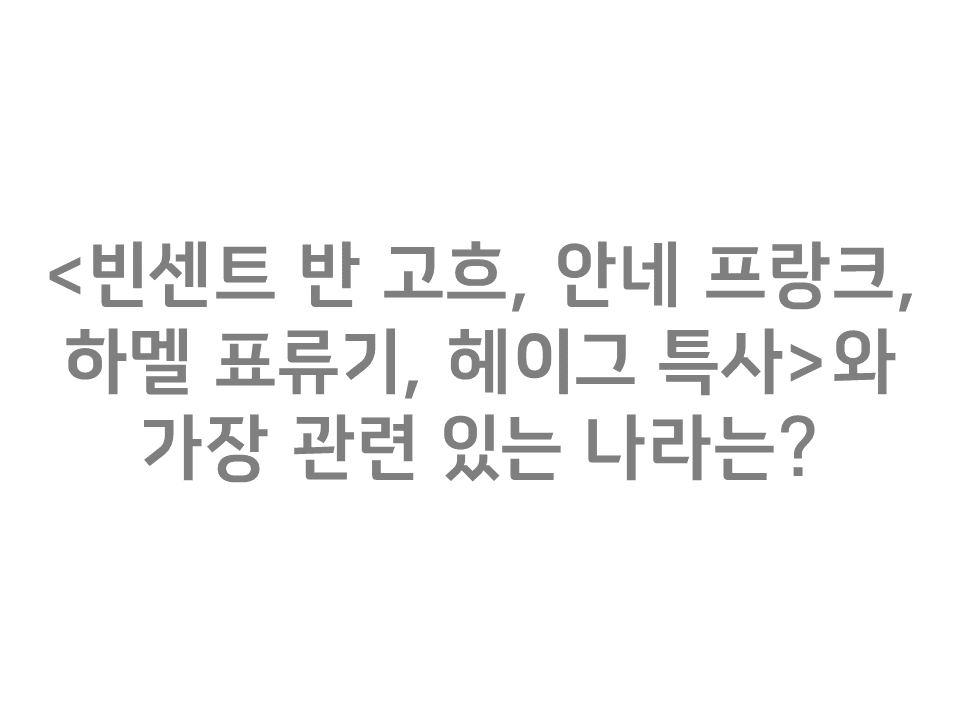 <빈센트 반 고흐, 안네 프랑크,
하멜 표류기, 헤이그 특사>와
가장 관련 있는 나라는?